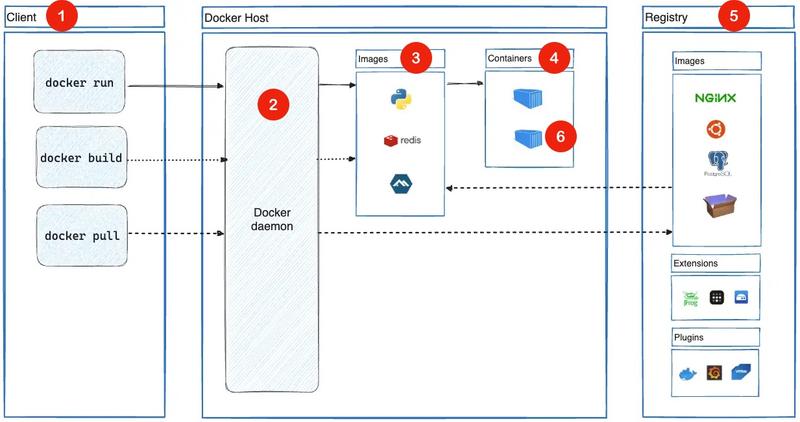 Client
1
Docker Host
Registry
5
docker run
docker build
docker pull
2
Docker
daemon
Images
3
redis
Containers
4
6
Images
NGINX
PostgreSQL
Extensions
JFrog
Plugins